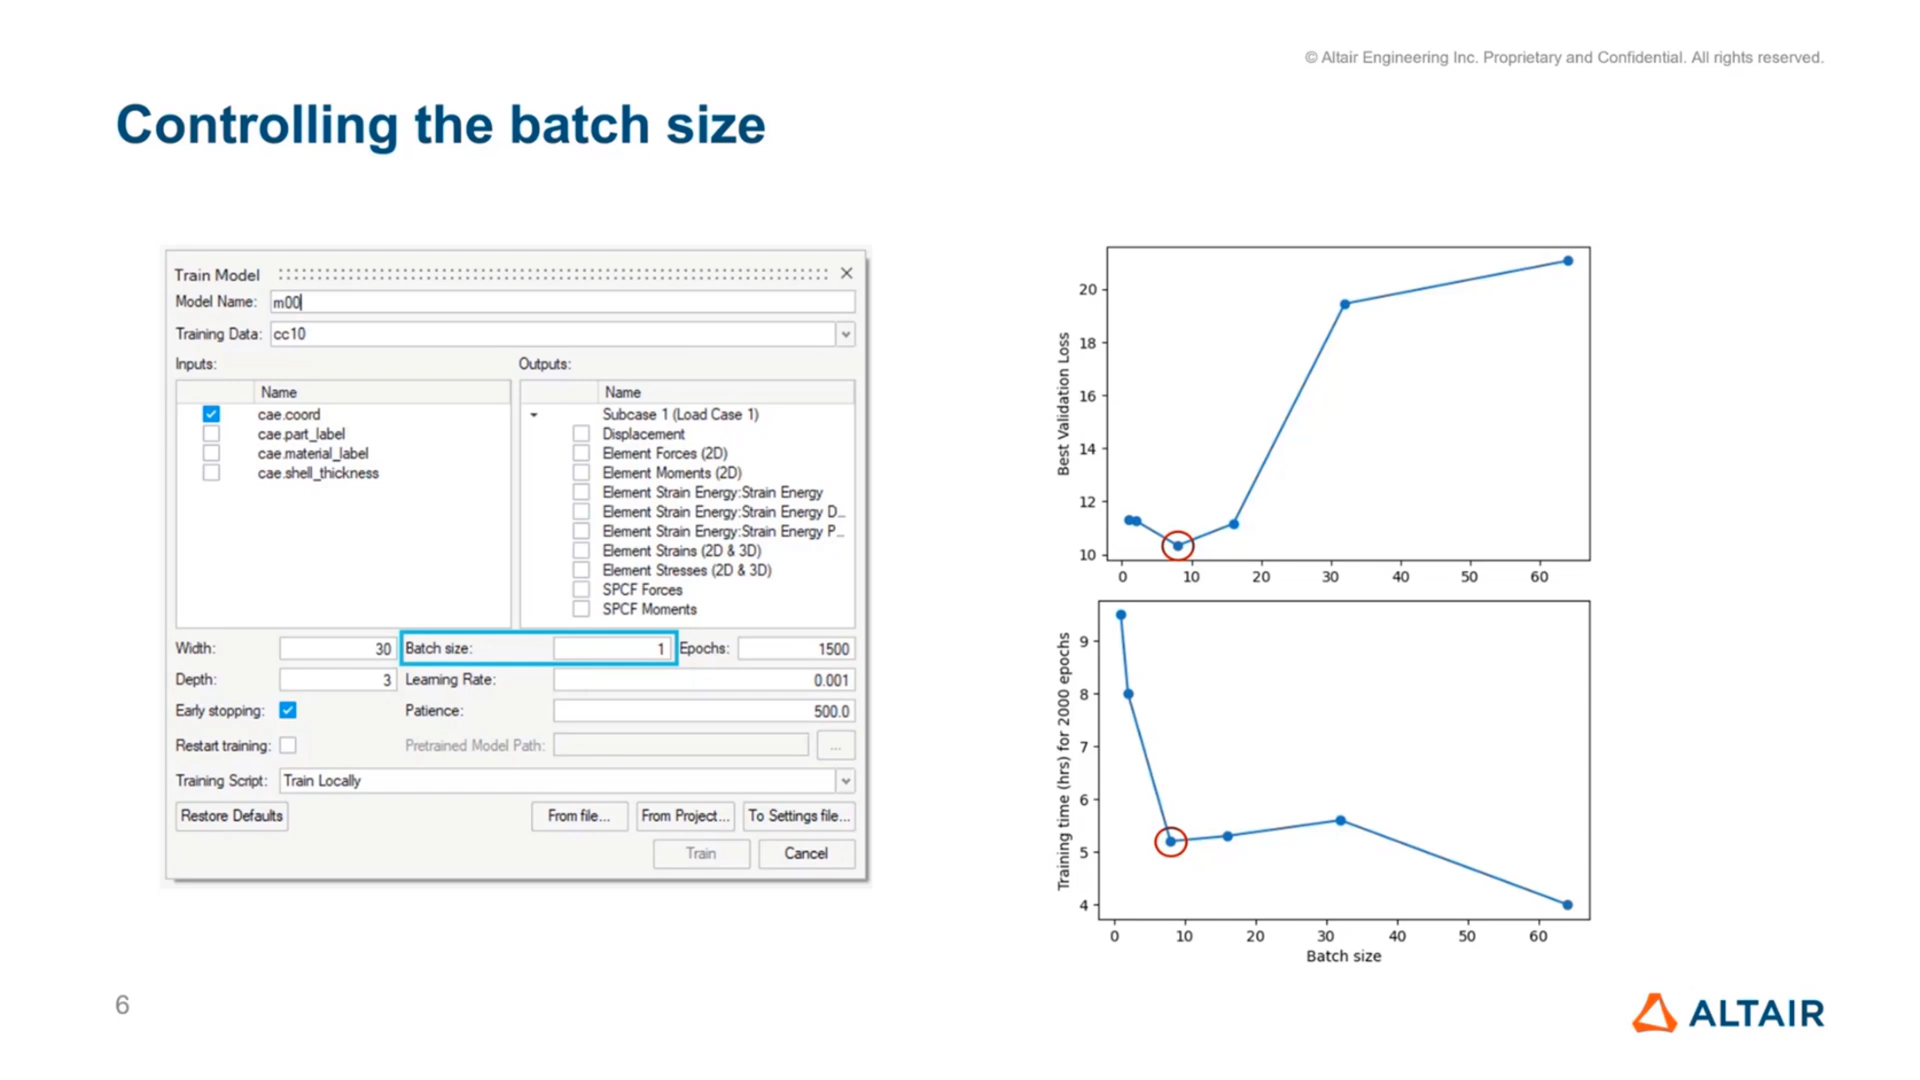 © Altair Engineering Inc. Proprietary and Confidential. All rights reserved.
Controlling the batch size
Train Model
Model Name: m00
Training Data: cc10
Inputs:
Name
cae.coord
cae.part_label
cae.material_label
cae.shell_thickness
Outputs:
Name
Subcase 1 (Load Case 1)
Displacement
Element Forces (2D)
Element Moments (2D)
Element Strain Energy:Strain Energy
Element Strain Energy:Strain Energy D...
Element Strain Energy:Strain Energy P...
Element Strains (2D & 3D)
Element Stresses (2D & 3D)
SPCF Forces
SPCF Moments
Width: 30 Batch size: 1 Epochs: 1500
Depth: 3 Learning Rate: 0.001
Early stopping: Patience: 500.0
Restart training: Pretrained Model Path: ...
Training Script: Train Locally
Restore Defaults From file... From Project... To Settings file...
Train Cancel
Best Validation Loss
20
18
16
14
12
10
0 10 20 30 40 50 60
Training time (hrs) for 2000 epochs
9
8
7
6
5
4
0 10 20 30 40 50 60
Batch size
6
ALTAIR